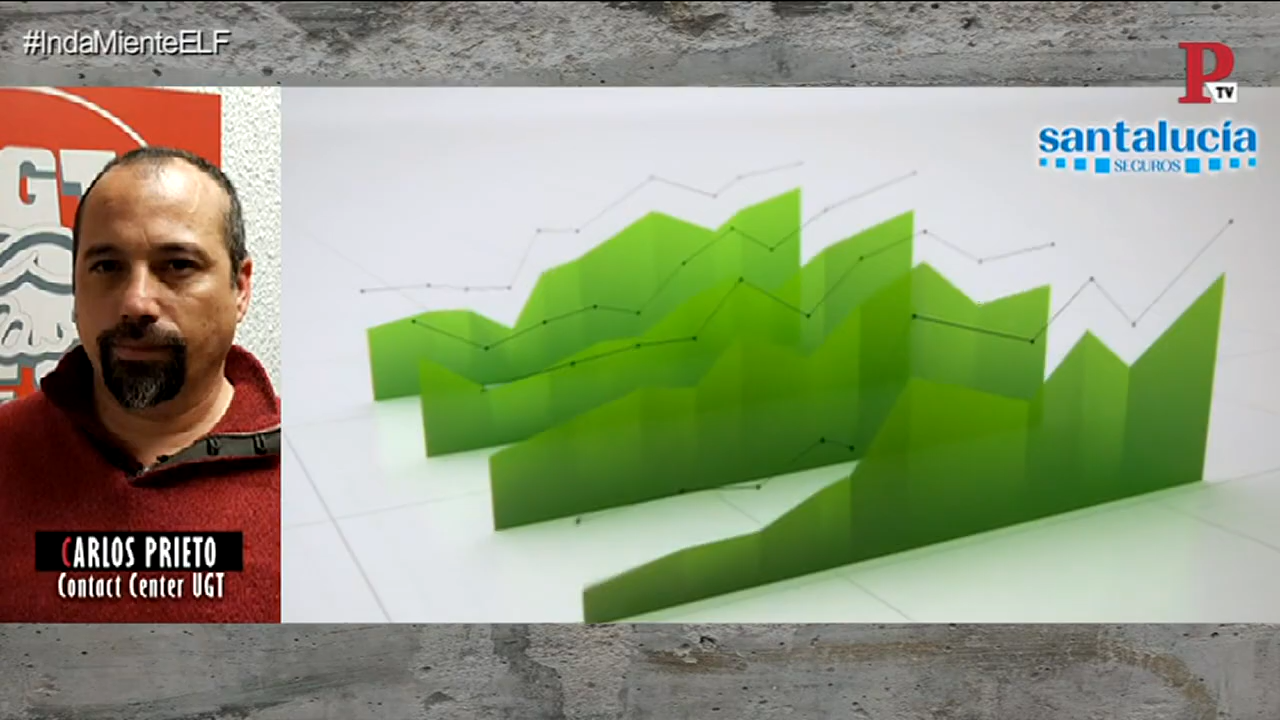 #IndaMienteELF
P
TV
santalucía
SEGUROS
CARLOS PRIETO
Contact Center UGT